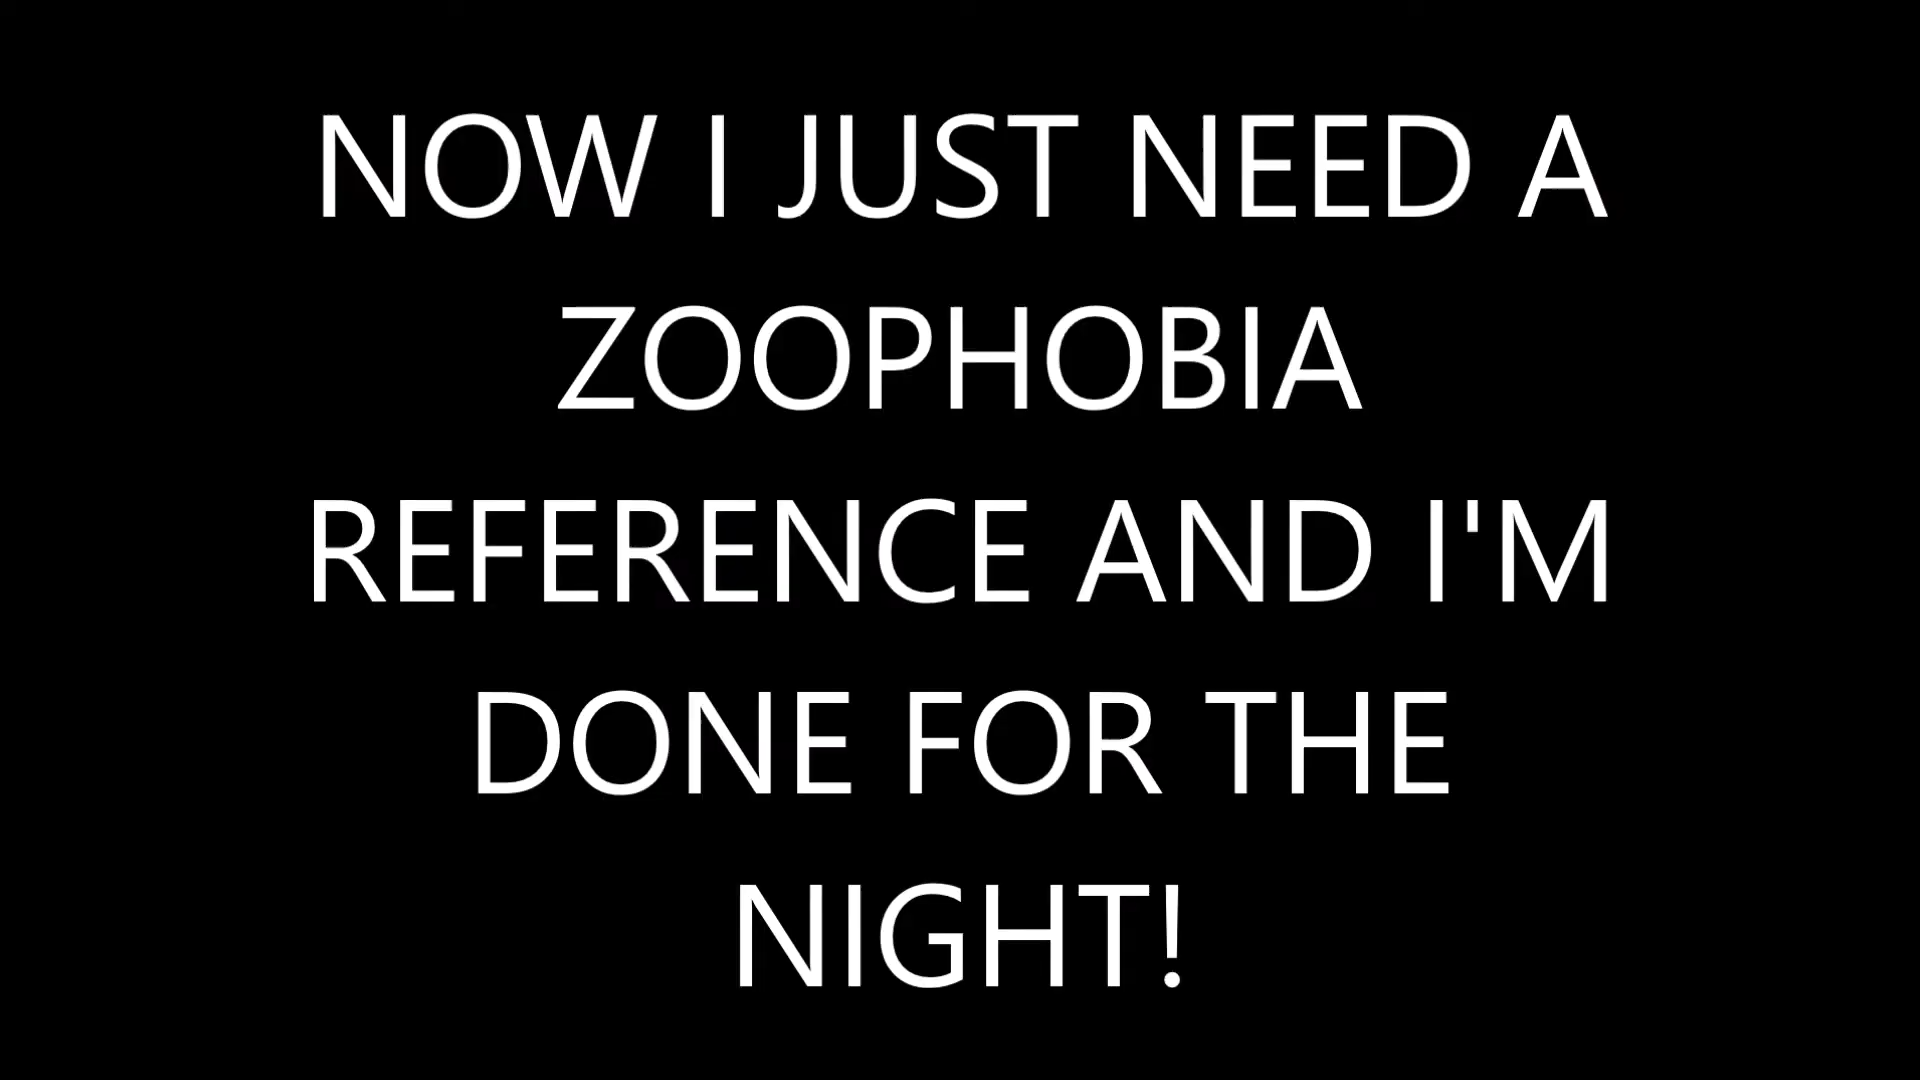 NOW I JUST NEED A
ZOOPHOBIA
REFERENCE AND I'M
DONE FOR THE
NIGHT!